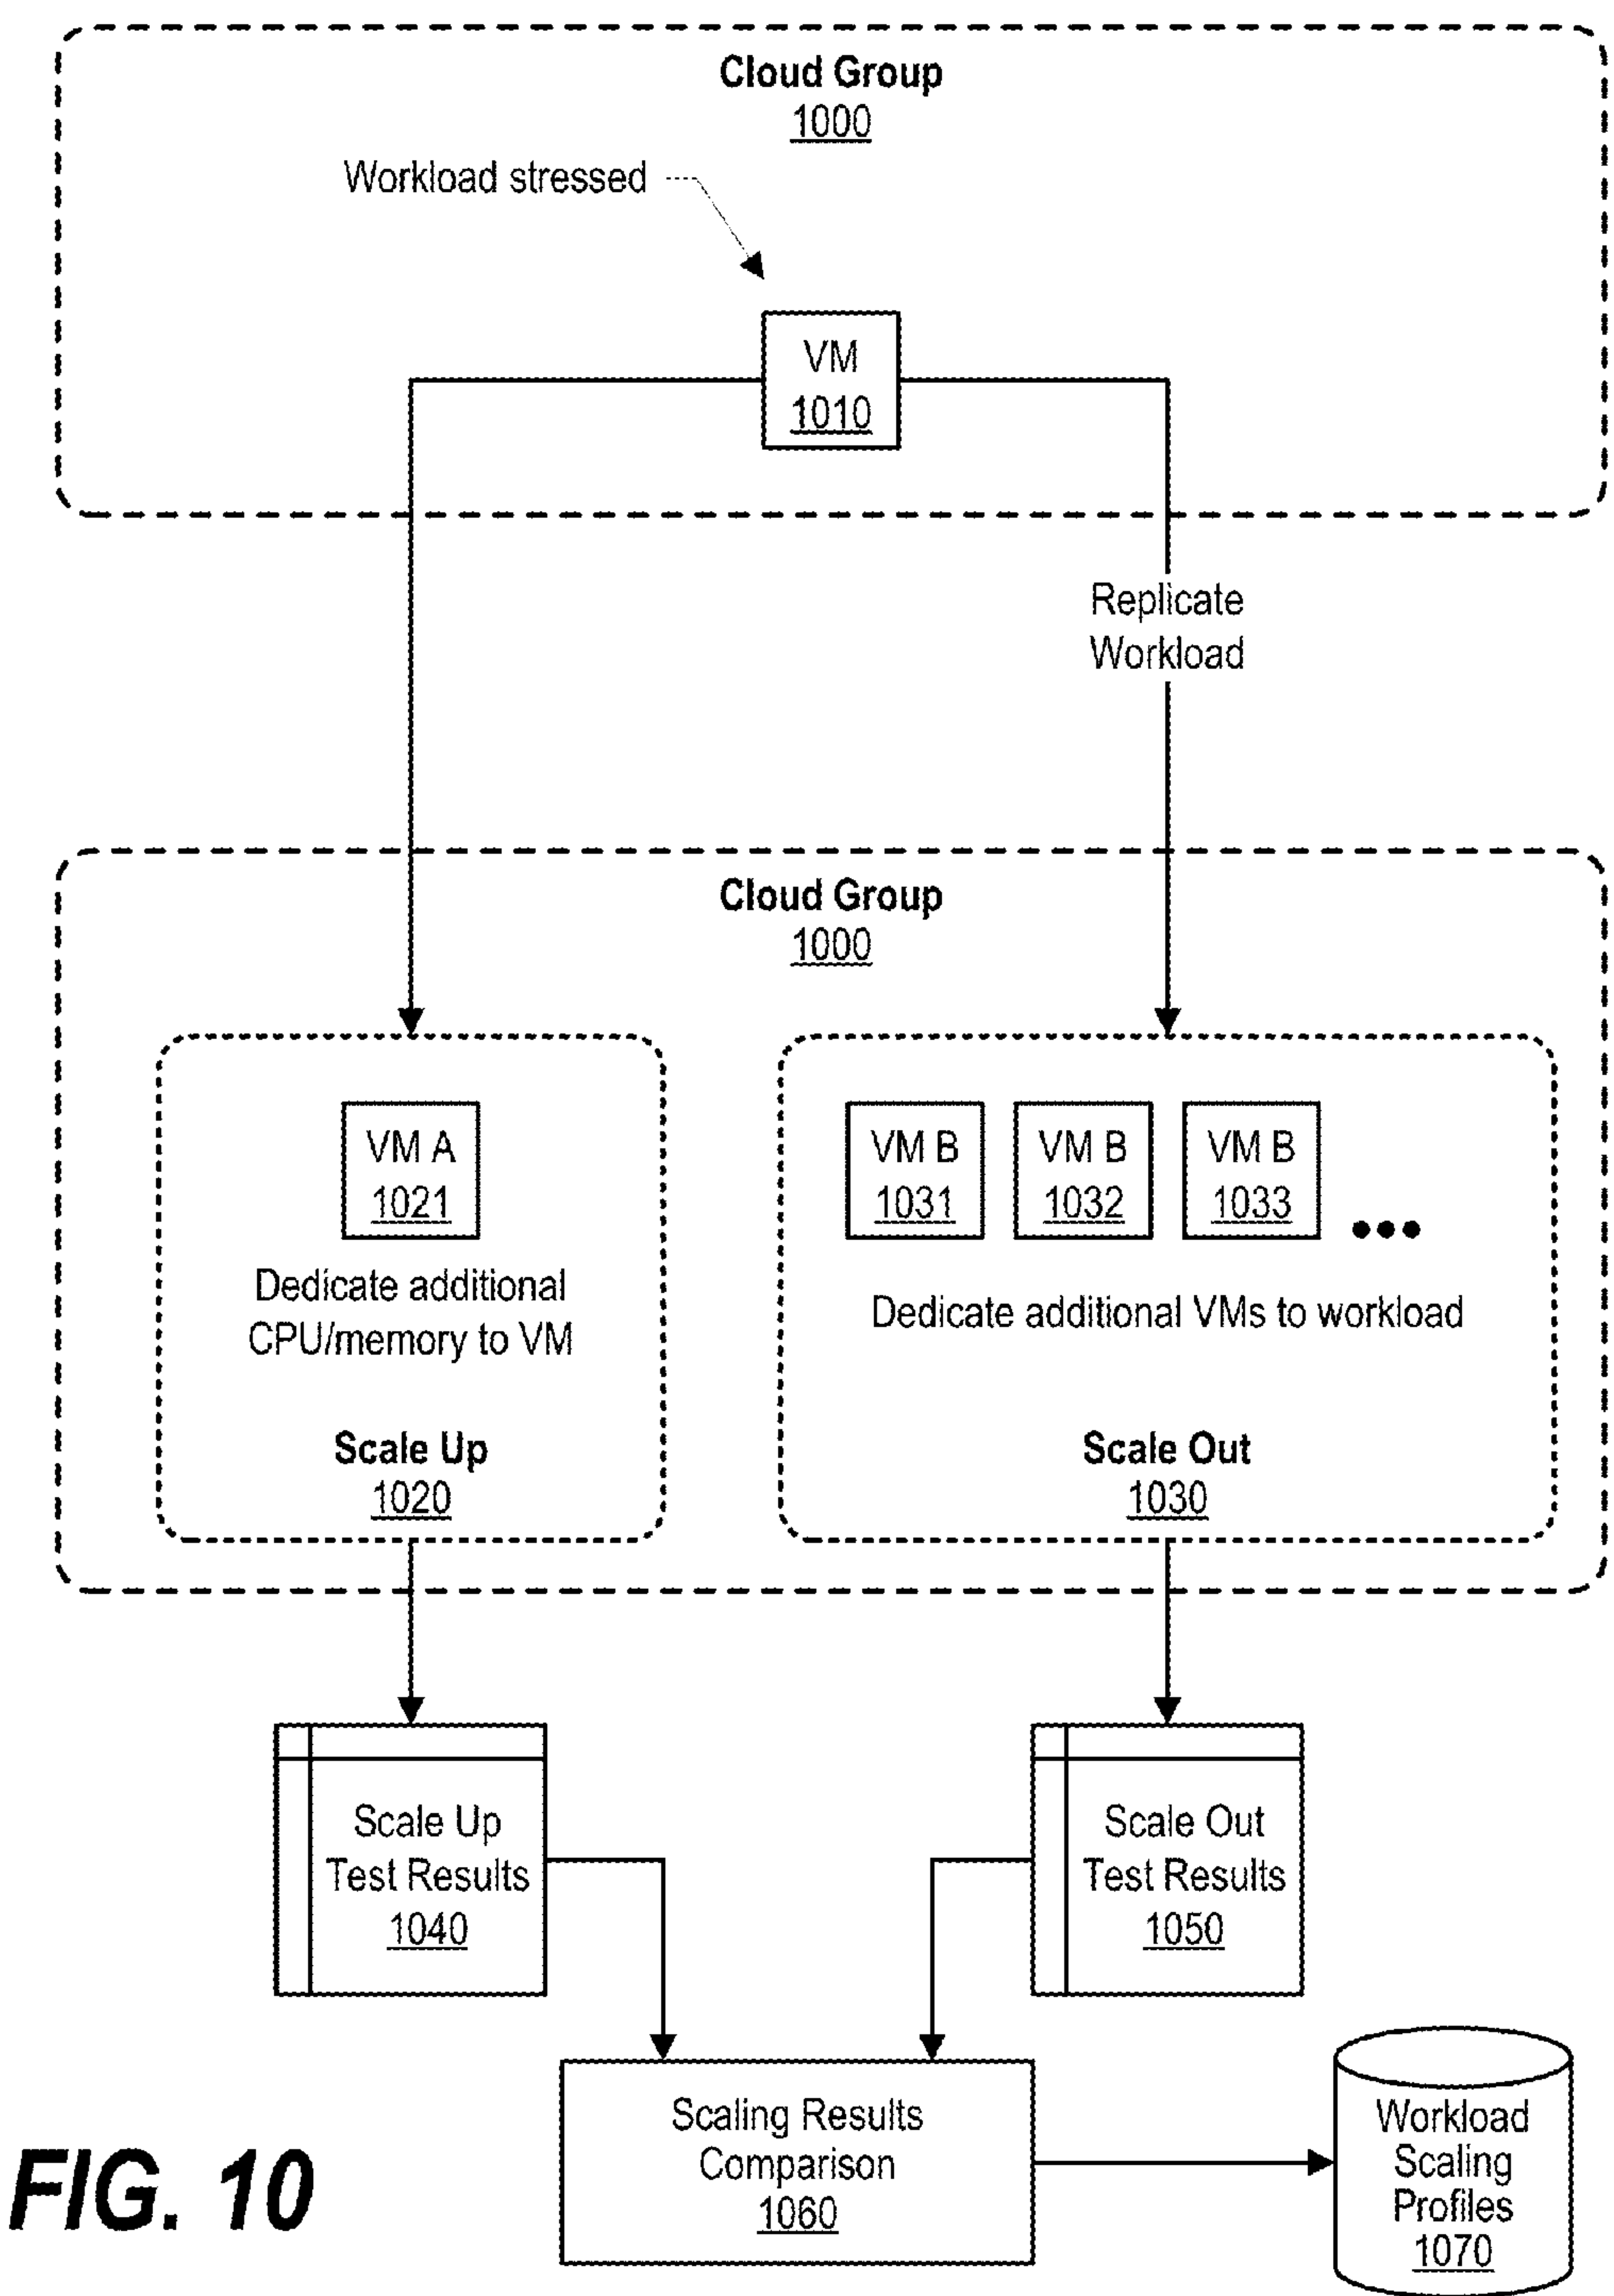 Cloud Group
1000
Workload stressed
VM
1010
Replicate
Workload
Cloud Group
1000
VM A
1021
Dedicate additional
CPU/memory to VM
Scale Up
1020
VM B
1031
VM B
1032
VM B
1033
Dedicate additional VMs to workload
Scale Out
1030
Scale Up
Test Results
1040
Scale Out
Test Results
1050
Scaling Results
Comparison
1060
Workload
Scaling
Profiles
1070
FIG. 10